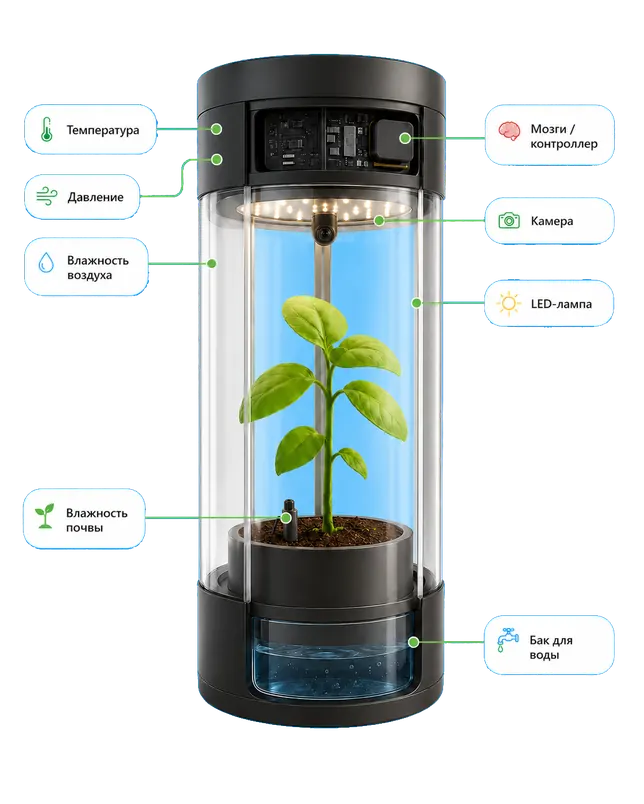 Температура
Давление
Влажность
воздуха
Влажность
почвы
Мозги /
контроллер
Камера
LED-лампа
Бак для
воды